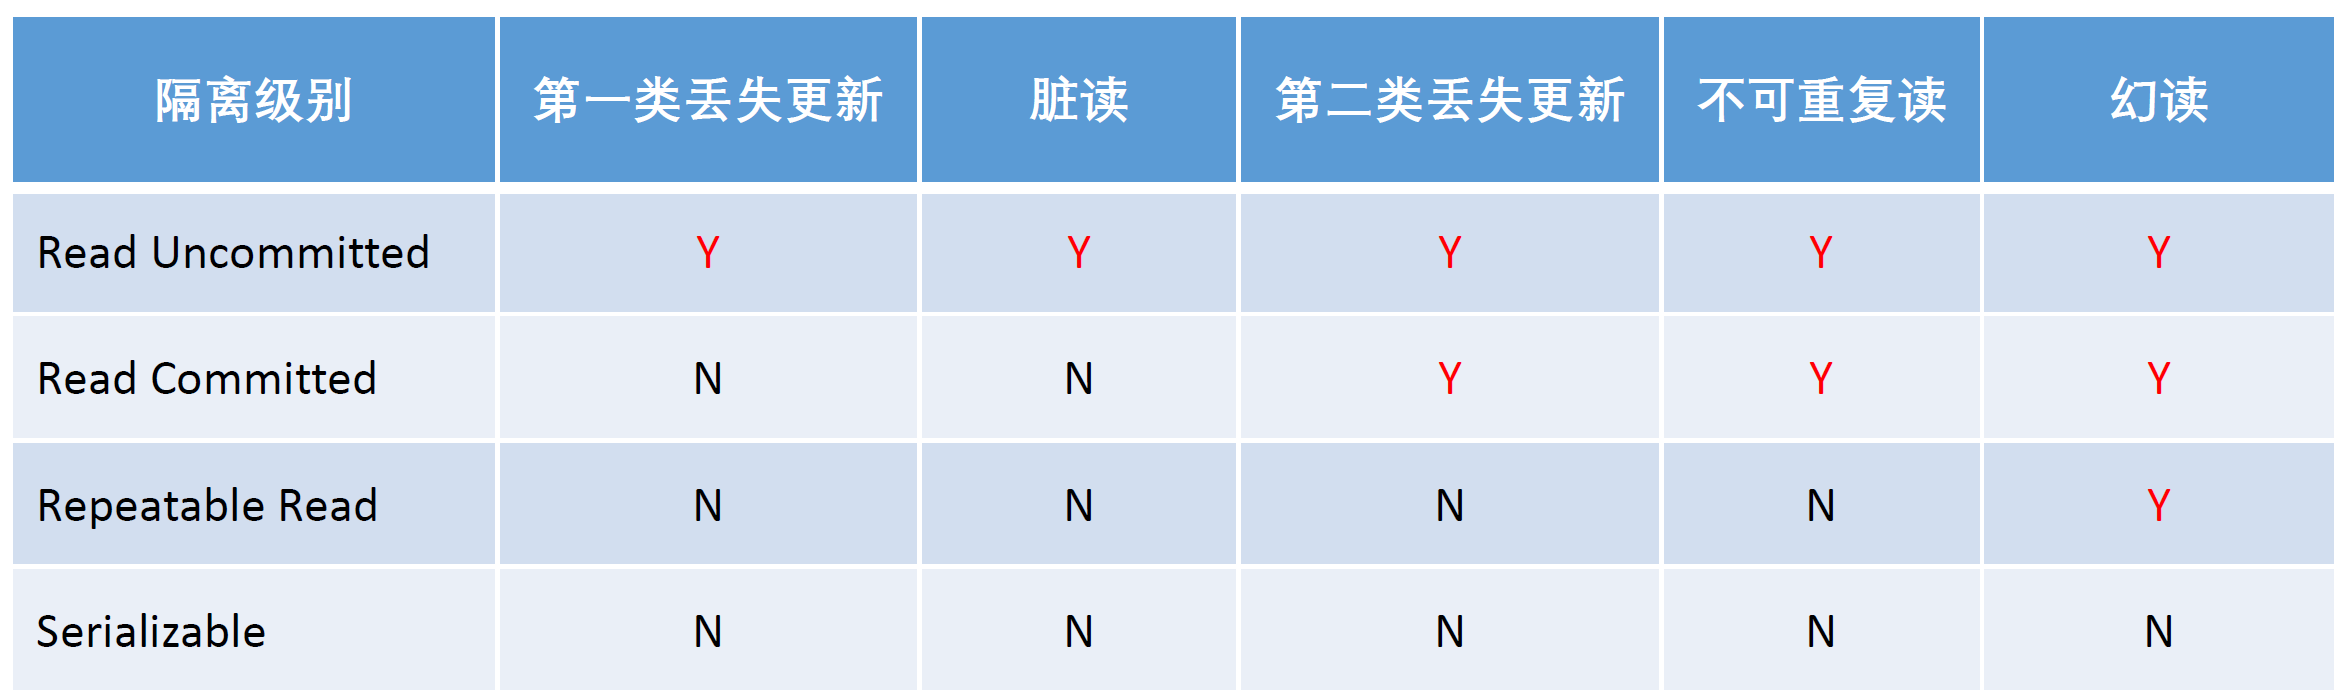 隔离级别 第一类丢失更新 脏读 第二类丢失更新 不可重复读 幻读
Read Uncommitted Y Y Y Y Y
Read Committed N N Y Y Y
Repeatable Read N N N N Y
Serializable N N N N N